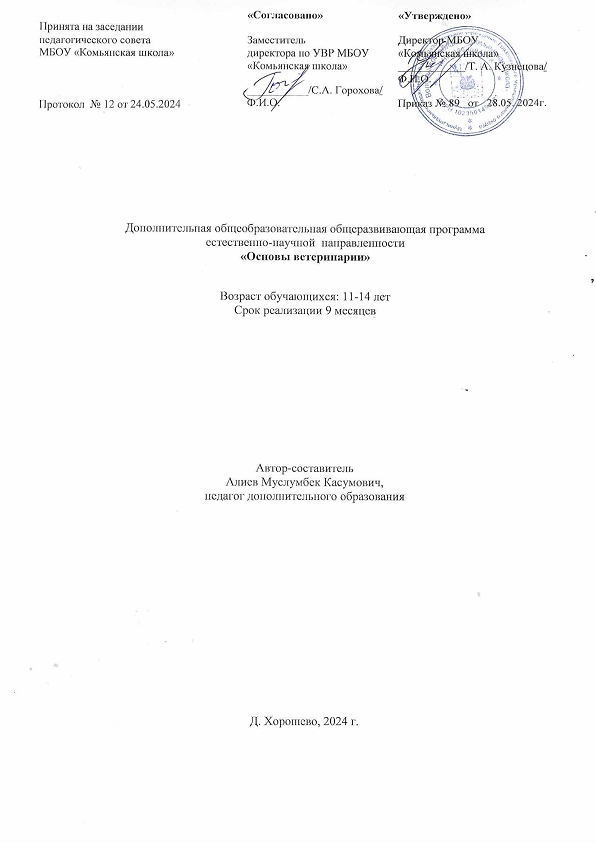 Принята на заседании
педагогического совета
МБОУ «Комьянская школа»
Протокол № 12 от 24.05.2024
«Согласовано»
Заместитель
директора по УВР МБОУ
«Комьянская школа»
/С.А. Горохова/
Ф.И.О.
«Утверждено»
Директор МБОУ
«Комьянская школа»
/Т. А. Кузнецова/
Ф.И.О.
Приказ № 89 от 28.05. 2024г.
Дополнительная общеобразовательная общеразвивающая программа
естественно-научной направленности
«Основы ветеринарии»
Возраст обучающихся: 11-14 лет
Срок реализации 9 месяцев
Автор-составитель
Алиев Муслумбек Касумович,
педагог дополнительного образования
Д. Хорошево, 2024 г.